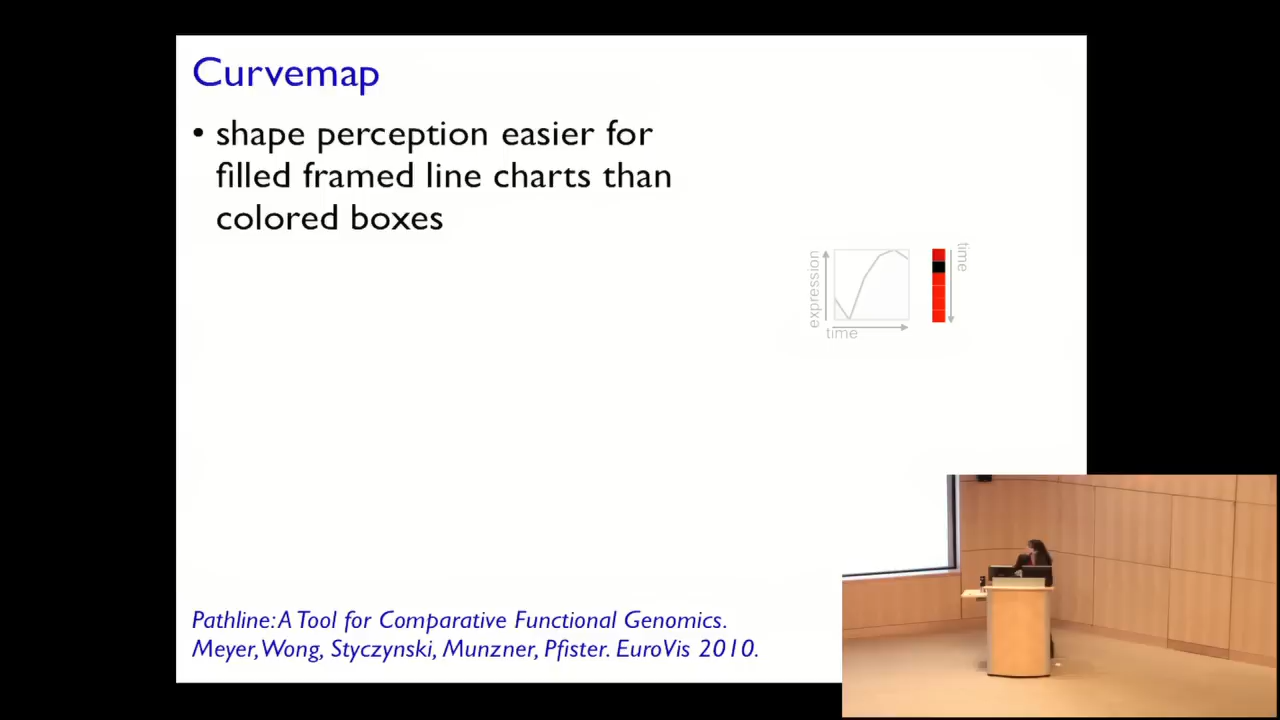 Curvemap
• shape perception easier for
filled framed line charts than
colored boxes
expression
time
time
Pathline: A Tool for Comparative Functional Genomics.
Meyer, Wong, Styczynski, Munzner, Pfister. EuroVis 2010.